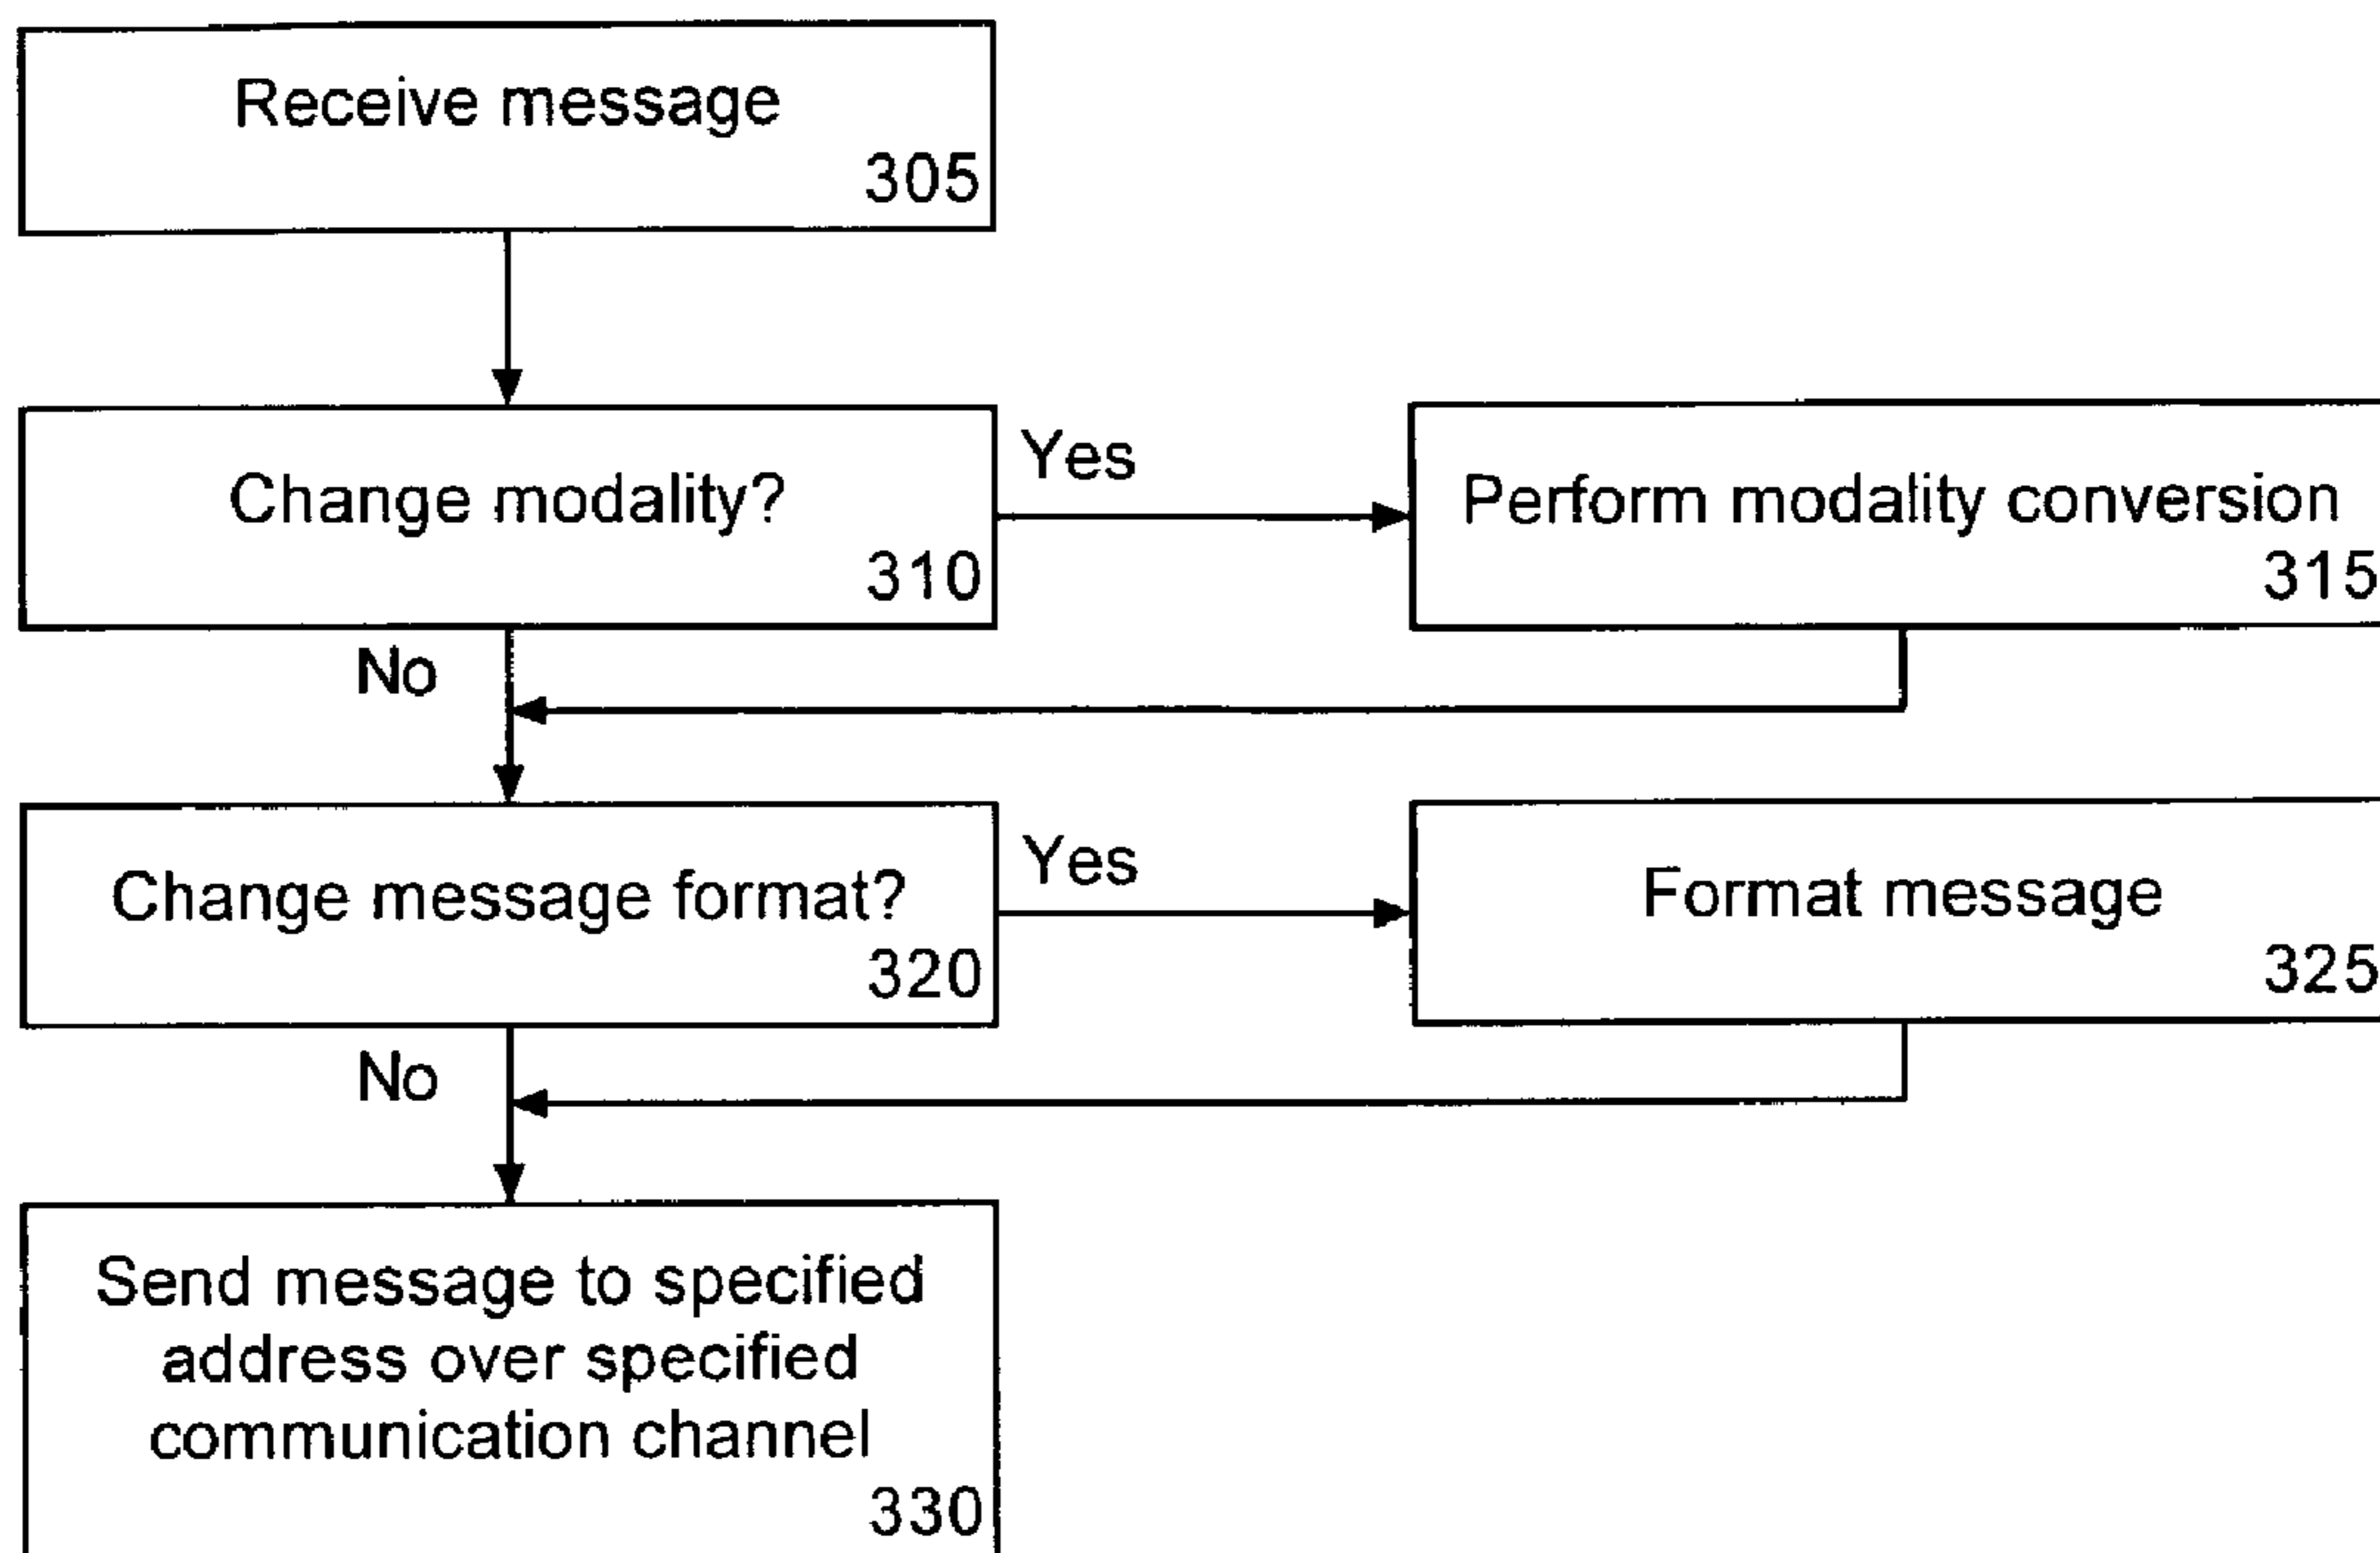 Receive message
305
Change modality?
310
Yes
Perform modality conversion
315
No
Change message format?
320
Yes
Format message
325
No
Send message to specified
address over specified
communication channel
330